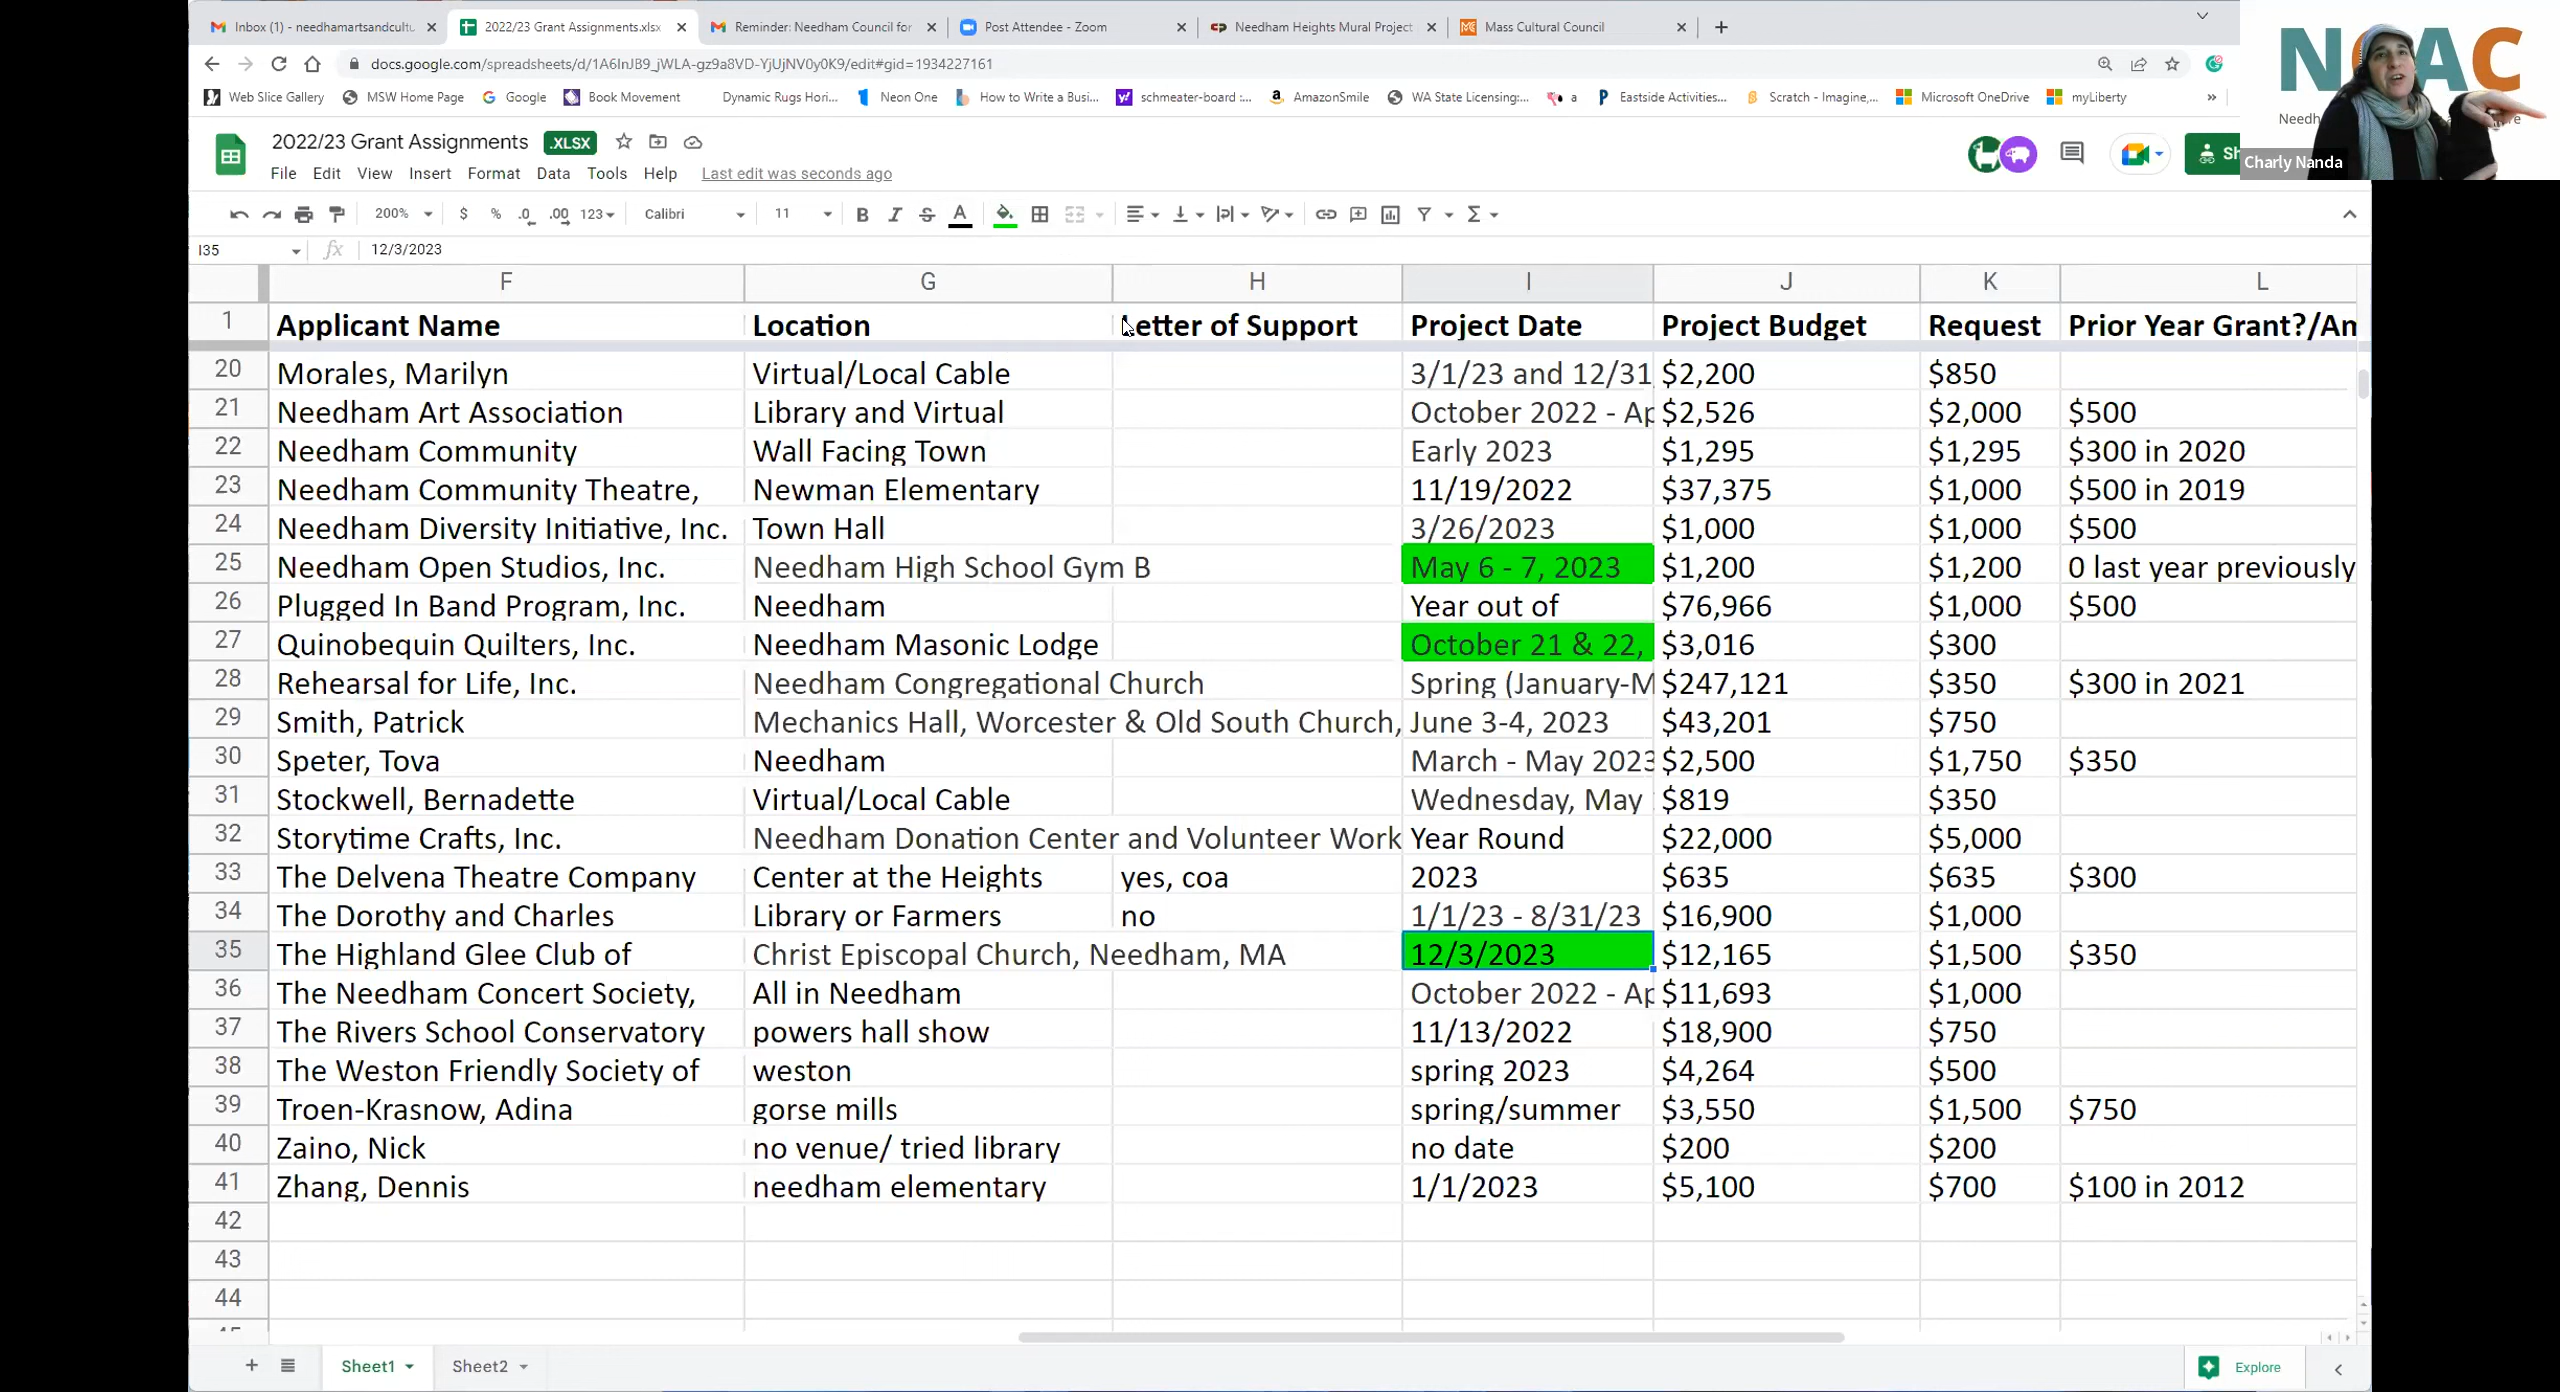 Inbox (1) - needhamartsandcultu
2022/23 Grant Assignments.xlsx
Reminder: Needham Council for
Post Attendee - Zoom
Needham Heights Mural Project
Mass Cultural Council
docs.google.com/spreadsheets/d/1A6InJB9_jWLA-gz9a8VD-YjUjNV0y0K9/edit#gid=1934227161
Web Slice Gallery
MSW Home Page
Google
Book Movement
Dynamic Rugs Hori...
Neon One
How to Write a Busi...
schmeater-board :...
AmazonSmile
WA State Licensing:...
a
Eastside Activities...
Scratch - Imagine,...
Microsoft OneDrive
myLiberty
»
2022/23 Grant Assignments .XLSX
File Edit View Insert Format Data Tools Help Last edit was seconds ago
Sh
N AC
Needh
Charly Nanda
200% $ % .0 .00 123 Calibri 11 B I S A
I35 fx 12/3/2023
F G H I J K L
1 Applicant Name Location Letter of Support Project Date Project Budget Request Prior Year Grant?/An
20 Morales, Marilyn Virtual/Local Cable 3/1/23 and 12/31 $2,200 $850
21 Needham Art Association Library and Virtual October 2022 - Ap $2,526 $2,000 $500
22 Needham Community Wall Facing Town Early 2023 $1,295 $1,295 $300 in 2020
23 Needham Community Theatre, Newman Elementary 11/19/2022 $37,375 $1,000 $500 in 2019
24 Needham Diversity Initiative, Inc. Town Hall 3/26/2023 $1,000 $1,000 $500
25 Needham Open Studios, Inc. Needham High School Gym B May 6 - 7, 2023 $1,200 $1,200 0 last year previously
26 Plugged In Band Program, Inc. Needham Year out of $76,966 $1,000 $500
27 Quinobequin Quilters, Inc. Needham Masonic Lodge October 21 & 22, $3,016 $300
28 Rehearsal for Life, Inc. Needham Congregational Church Spring (January-M $247,121 $350 $300 in 2021
29 Smith, Patrick Mechanics Hall, Worcester & Old South Church, June 3-4, 2023 $43,201 $750
30 Speter, Tova Needham March - May 2023 $2,500 $1,750 $350
31 Stockwell, Bernadette Virtual/Local Cable Wednesday, May $819 $350
32 Storytime Crafts, Inc. Needham Donation Center and Volunteer Work Year Round $22,000 $5,000
33 The Delvena Theatre Company Center at the Heights yes, coa 2023 $635 $635 $300
34 The Dorothy and Charles Library or Farmers no 1/1/23 - 8/31/23 $16,900 $1,000
35 The Highland Glee Club of Christ Episcopal Church, Needham, MA 12/3/2023 $12,165 $1,500 $350
36 The Needham Concert Society, All in Needham October 2022 - Ap $11,693 $1,000
37 The Rivers School Conservatory powers hall show 11/13/2022 $18,900 $750
38 The Weston Friendly Society of weston spring 2023 $4,264 $500
39 Troen-Krasnow, Adina gorse mills spring/summer $3,550 $1,500 $750
40 Zaino, Nick no venue/ tried library no date $200 $200
41 Zhang, Dennis needham elementary 1/1/2023 $5,100 $700 $100 in 2012
42
43
44
Sheet1 Sheet2 Explore